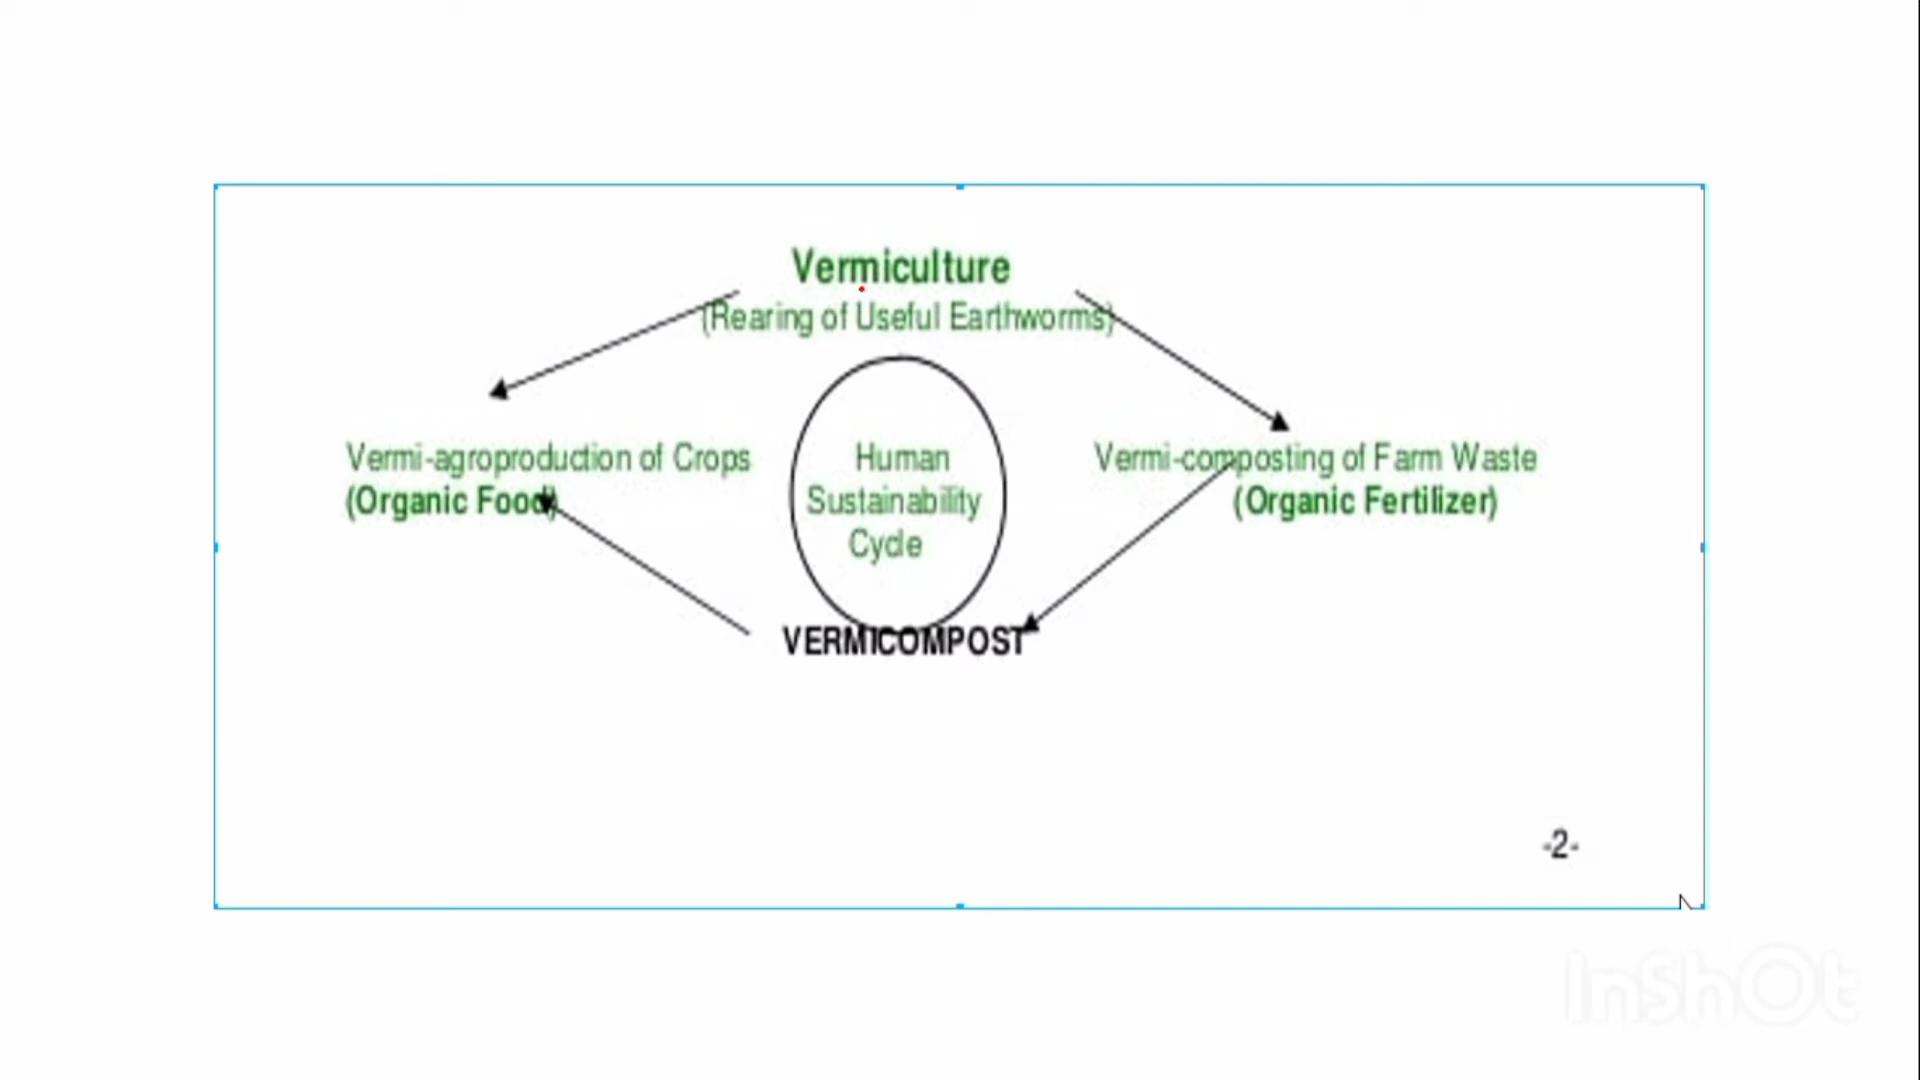 Vermiculture
(Rearing of Useful Earthworms)
Vermi-agroproduction of Crops
(Organic Food)
Human
Sustainability
Cycle
Vermi-composting of Farm Waste
(Organic Fertilizer)
VERMICOMPOST
-2-
InShOt